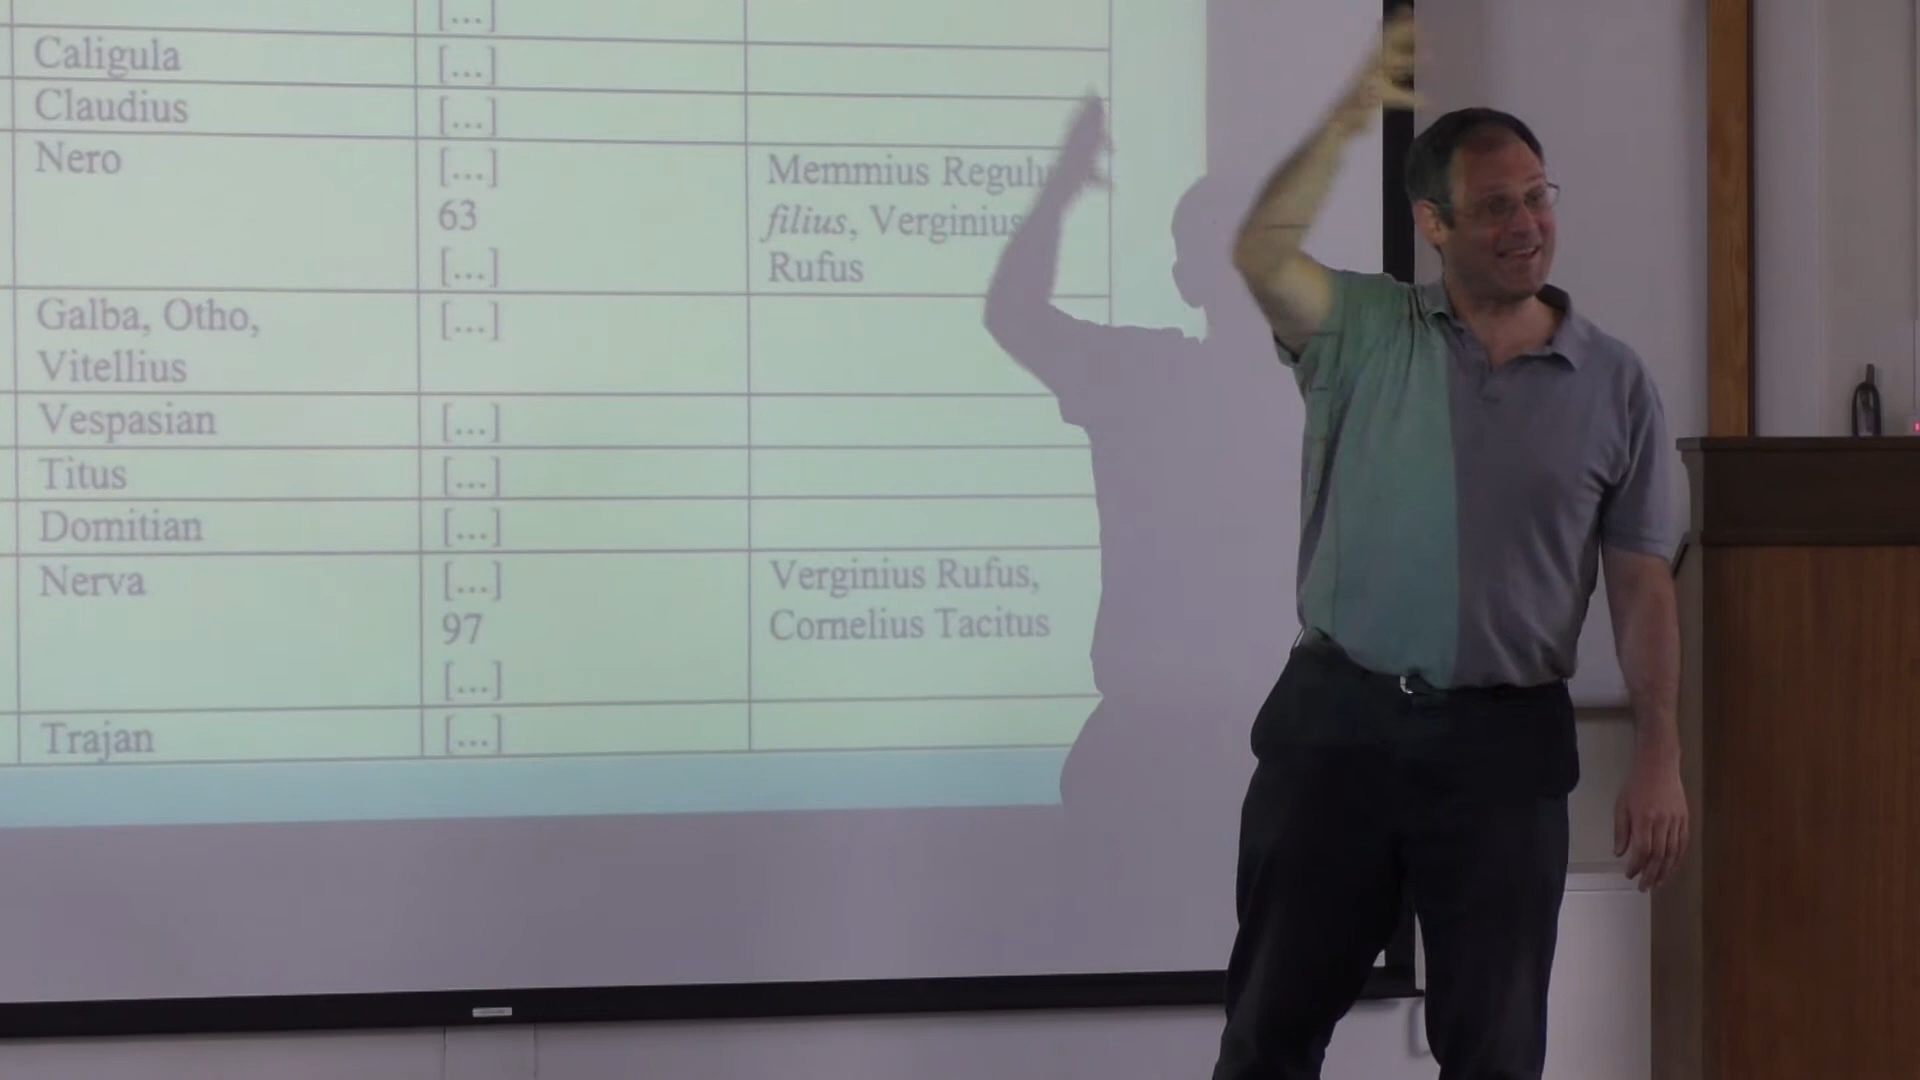 [...]
Caligula [...]
Claudius [...]
Nero [...] Memmius Regulu
63 filius, Verginius
[...] Rufus
Galba, Otho, [...]
Vitellius
Vespasian [...]
Titus [...]
Domitian [...]
Nerva [...] Verginius Rufus,
97 Cornelius Tacitus
[...]
Trajan [...]